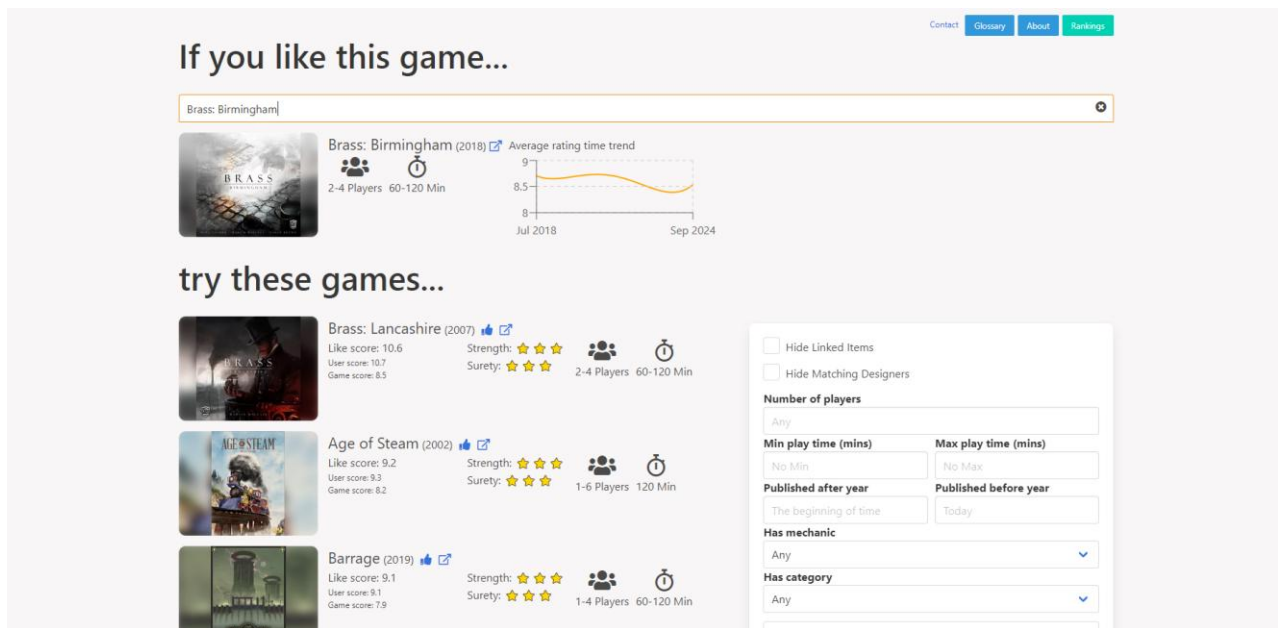 Contact Glossary About Rankings
If you like this game...
Brass: Birmingham
BRASS
BIRMINGHAM
Brass: Birmingham (2018) Average rating time trend
2-4 Players 60-120 Min
9
8.5
8
Jul 2018 Sep 2024
try these games...
BRASS
Brass: Lancashire (2007)
Like score: 10.6 Strength:
User score: 10.7 Surety:
Game score: 8.5
2-4 Players 60-120 Min
AGE OF STEAM
Age of Steam (2002)
Like score: 9.2 Strength:
User score: 9.3 Surety:
Game score: 8.2
1-6 Players 120 Min
Barrage (2019)
Like score: 9.1 Strength:
User score: 9.1 Surety:
Game score: 7.9
1-4 Players 60-120 Min
Hide Linked Items
Hide Matching Designers
Number of players
Any
Min play time (mins) Max play time (mins)
No Min No Max
Published after year Published before year
The beginning of time Today
Has mechanic
Any
Has category
Any